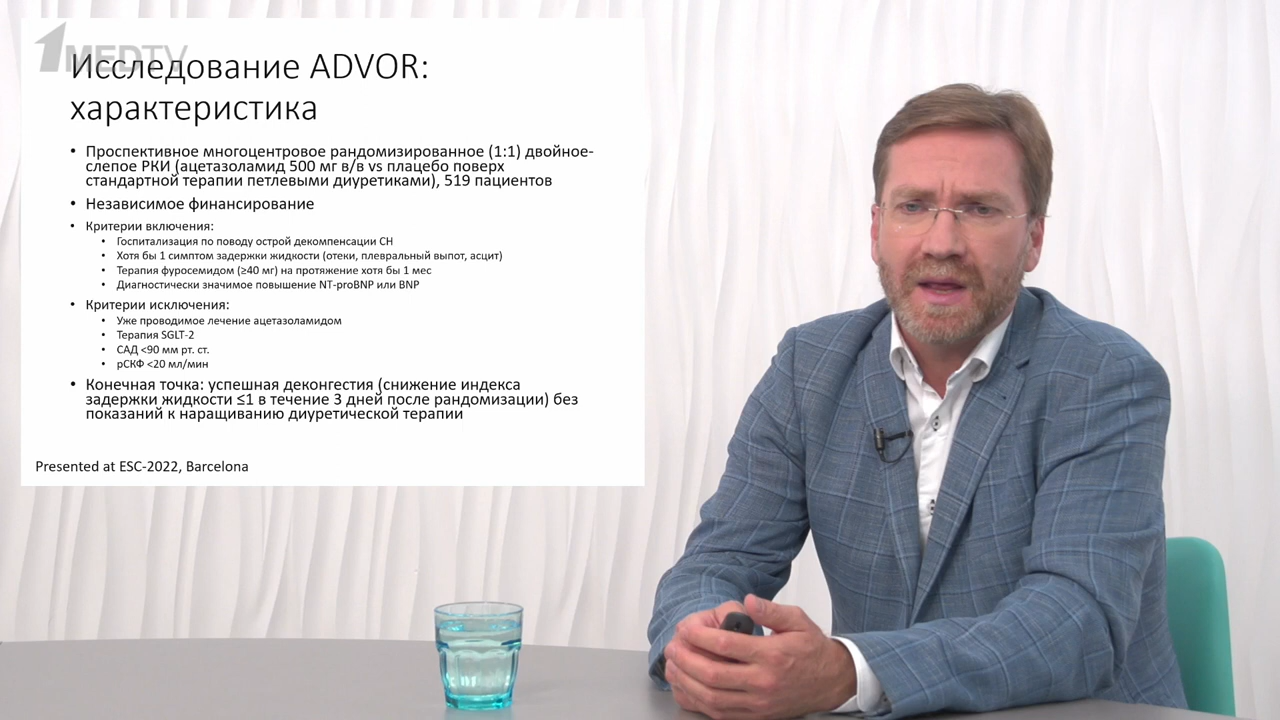 1MEDTV
Исследование ADVOR:
характеристика
• Проспективное многоцентровое рандомизированное (1:1) двойное-
слепое РКИ (ацетазоламид 500 мг в/в vs плацебо поверх
стандартной терапии петлевыми диуретиками), 519 пациентов
• Независимое финансирование
• Критерии включения:
• Госпитализация по поводу острой декомпенсации СН
• Хотя бы 1 симптом задержки жидкости (отеки, плевральный выпот, асцит)
• Терапия фуросемидом (≥40 мг) на протяжение хотя бы 1 мес
• Диагностически значимое повышение NT-proBNP или BNP
• Критерии исключения:
• Уже проводимое лечение ацетазоламидом
• Терапия SGLT-2
• САД <90 мм рт. ст.
• рСКФ <20 мл/мин
• Конечная точка: успешная деконгестия (снижение индекса
задержки жидкости ≤1 в течение 3 дней после рандомизации) без
показаний к наращиванию диуретической терапии
Presented at ESC-2022, Barcelona